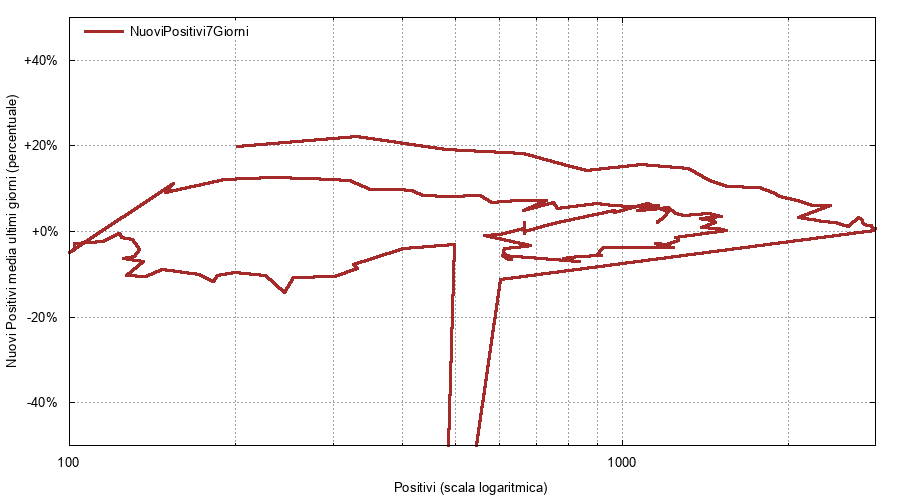 NuoviPositivi7Giorni
+40%
+20%
+0%
-20%
-40%
Nuovi Positivi media ultimi giorni (percentuale)
100
1000
Positivi (scala logaritmica)